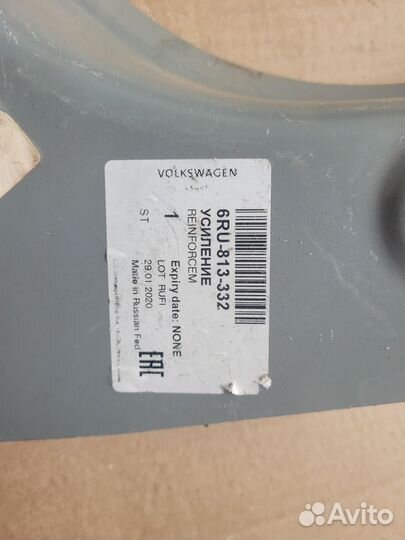 VOLKSWAGEN
6RU-813-332
УСИЛЕНИЕ
REINFORCEM
1 ST
Expiry date: NONE
LOT: RUFI
29.01.2020
Made in Russian Fed
EAC
Avito